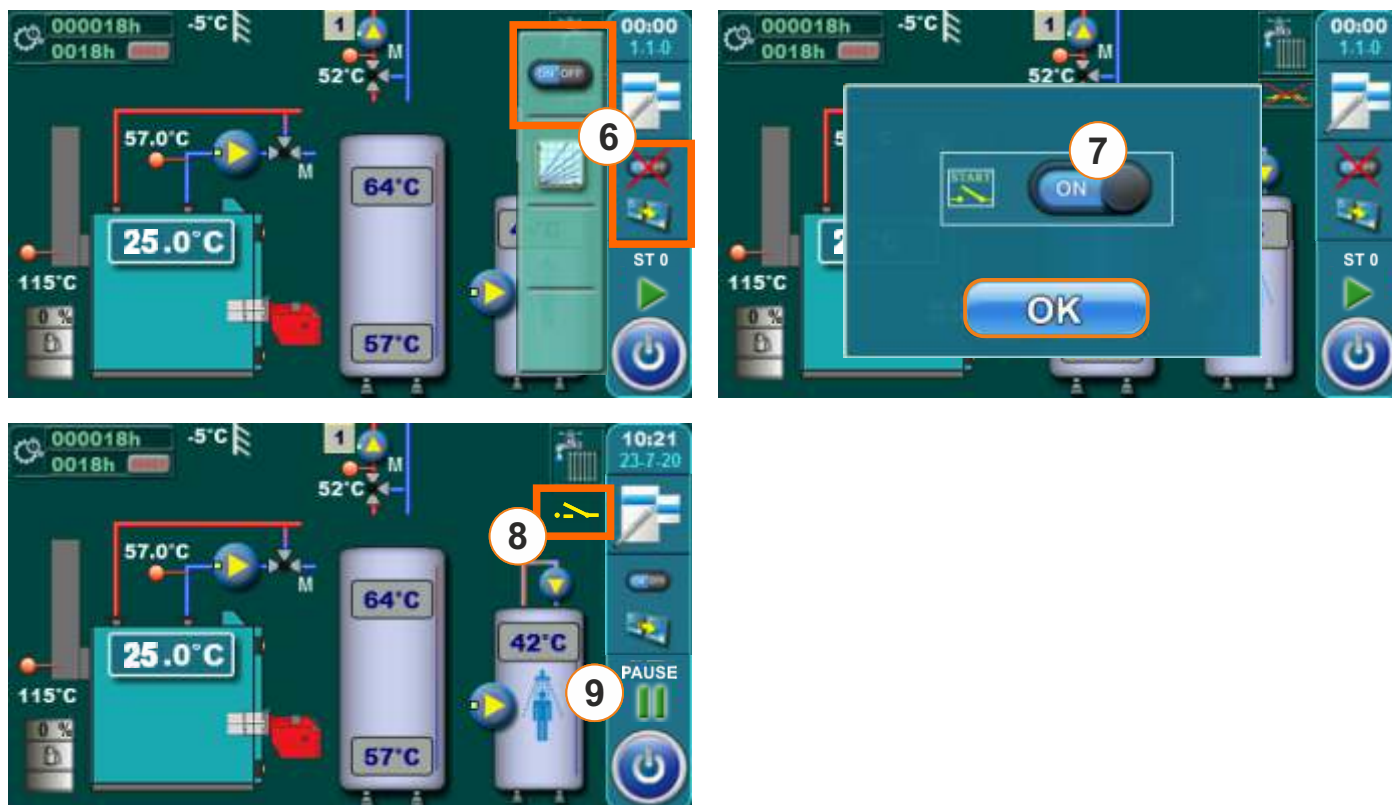 000018h -5°C 1 00:00
0018h RESET M 1.1.0
52°C
ON OFF
57.0°C 6
M 64°C
25.0°C
ST 0
115°C
0 %
57°C
000018h -5°C 1 00:00
0018h RESET M 1.1.0
52°C
7
START ON
ST 0
115°C
OK
0 %
000018h -5°C 1 10:21
0018h RESET M 23-7-20
52°C
8
57.0°C
M 64°C
25.0°C 42°C
9 PAUSE
115°C
0 %
57°C